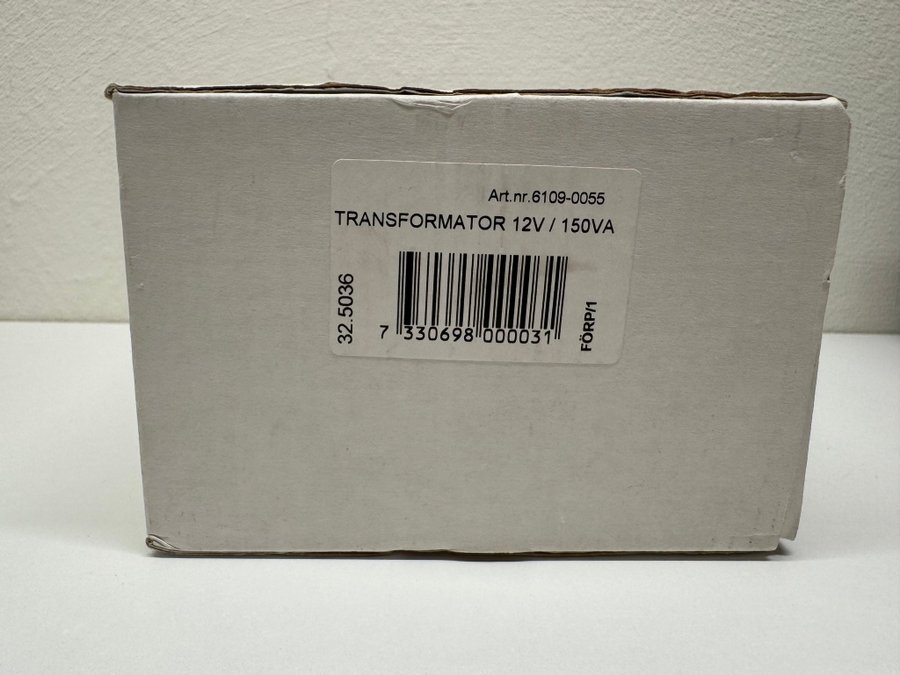 Art.nr.6109-0055
TRANSFORMATOR 12V / 150VA
32.5036
7 330698 000031
FÖRP/1